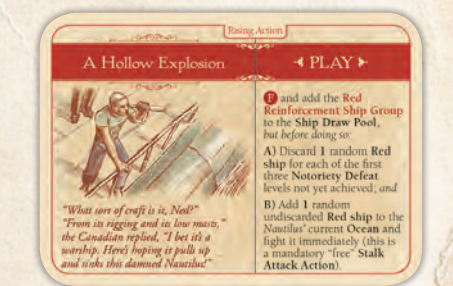 Rising Action
A Hollow Explosion
PLAY
"What sort of craft is it, Ned?"
"From its rigging and its low masts,"
the Canadian replied, "I bet it's a
warship. Here's hoping it pulls up
and sinks this damned Nautilus!"
F and add the Red
Reinforcement Ship Group
to the Ship Draw Pool,
but before doing so:
A) Discard 1 random Red
ship for each of the first
three Notoriety Defeat
levels not yet achieved; and
B) Add 1 random
undiscarded Red ship to the
Nautilus' current Ocean and
fight it immediately (this is
a mandatory "free" Stalk
Attack Action).